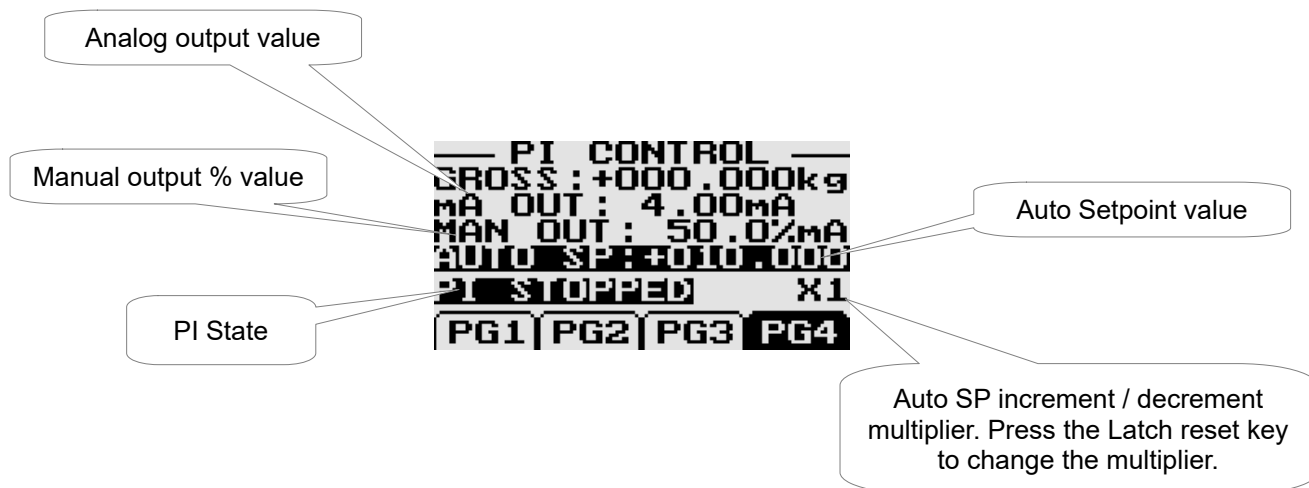 Analog output value
Manual output % value
PI CONTROL
GROSS:+000.000kg
mA OUT: 4.00mA
MAN OUT: 50.0%mA
AUTO SP:+010.000
PI STOPPED X1
PG1 PG2 PG3 PG4
Auto Setpoint value
PI State
Auto SP increment / decrement
multiplier. Press the Latch reset key
to change the multiplier.